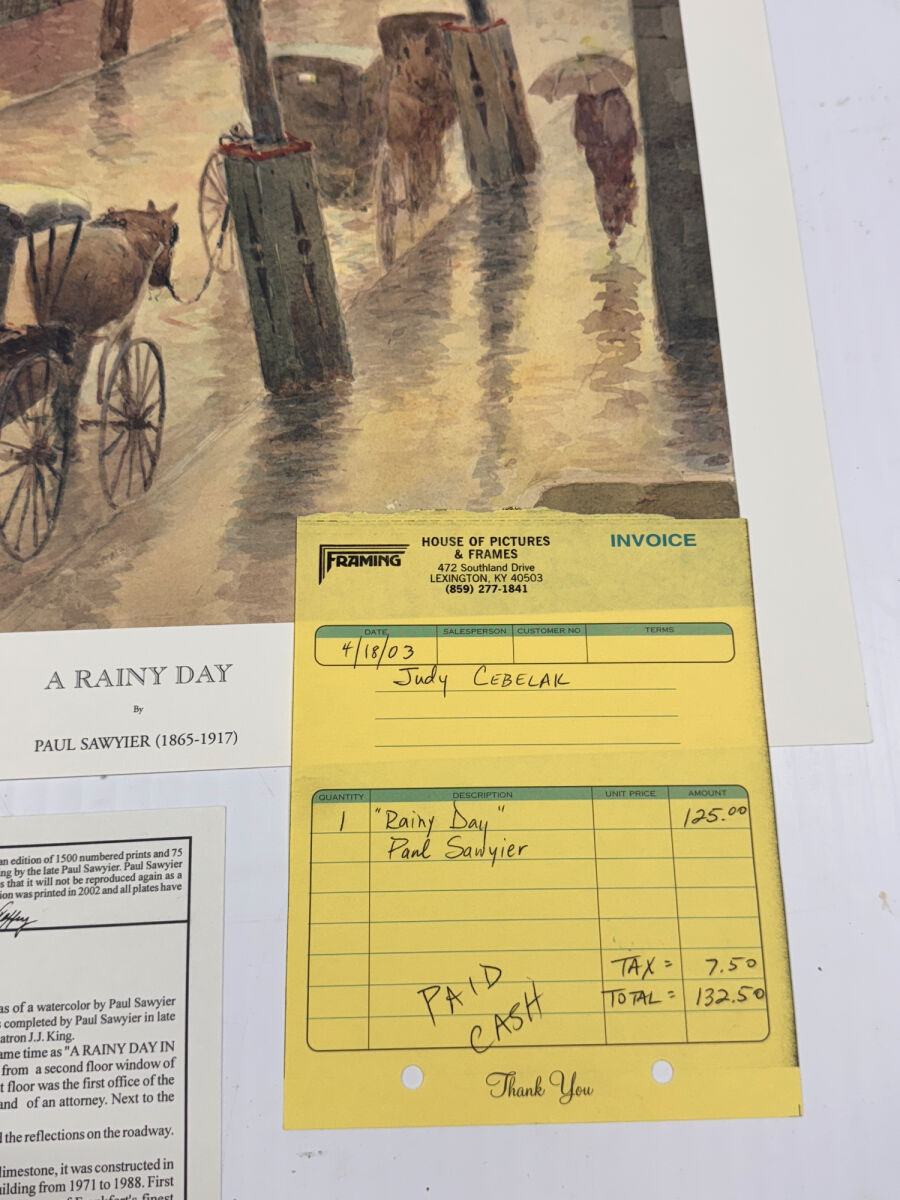 A RAINY DAY
By
PAUL SAWYIER (1865-1917)
FRAMING
HOUSE OF PICTURES
& FRAMES
472 Southland Drive
LEXINGTON, KY 40503
(859) 277-1841
INVOICE
DATE SALESPERSON CUSTOMER NO TERMS
4/18/03
Judy CEBELAK
QUANTITY DESCRIPTION UNIT PRICE AMOUNT
1 "Rainy Day" 125.00
Paul Sawyier
TAX = 7.50
TOTAL = 132.50
PAID
CASH
Thank You
an edition of 1500 numbered prints and 75
ng by the late Paul Sawyier. Paul Sawyier
s that it will not be reproduced again as a
ion was printed in 2002 and all plates have
as of a watercolor by Paul Sawyier
completed by Paul Sawyier in late
atron J.J. King.
ame time as "A RAINY DAY IN
from a second floor window of
t floor was the first office of the
and of an attorney. Next to the
d the reflections on the roadway.
limestone, it was constructed in
uilding from 1971 to 1988. First
of Frankfort's finest